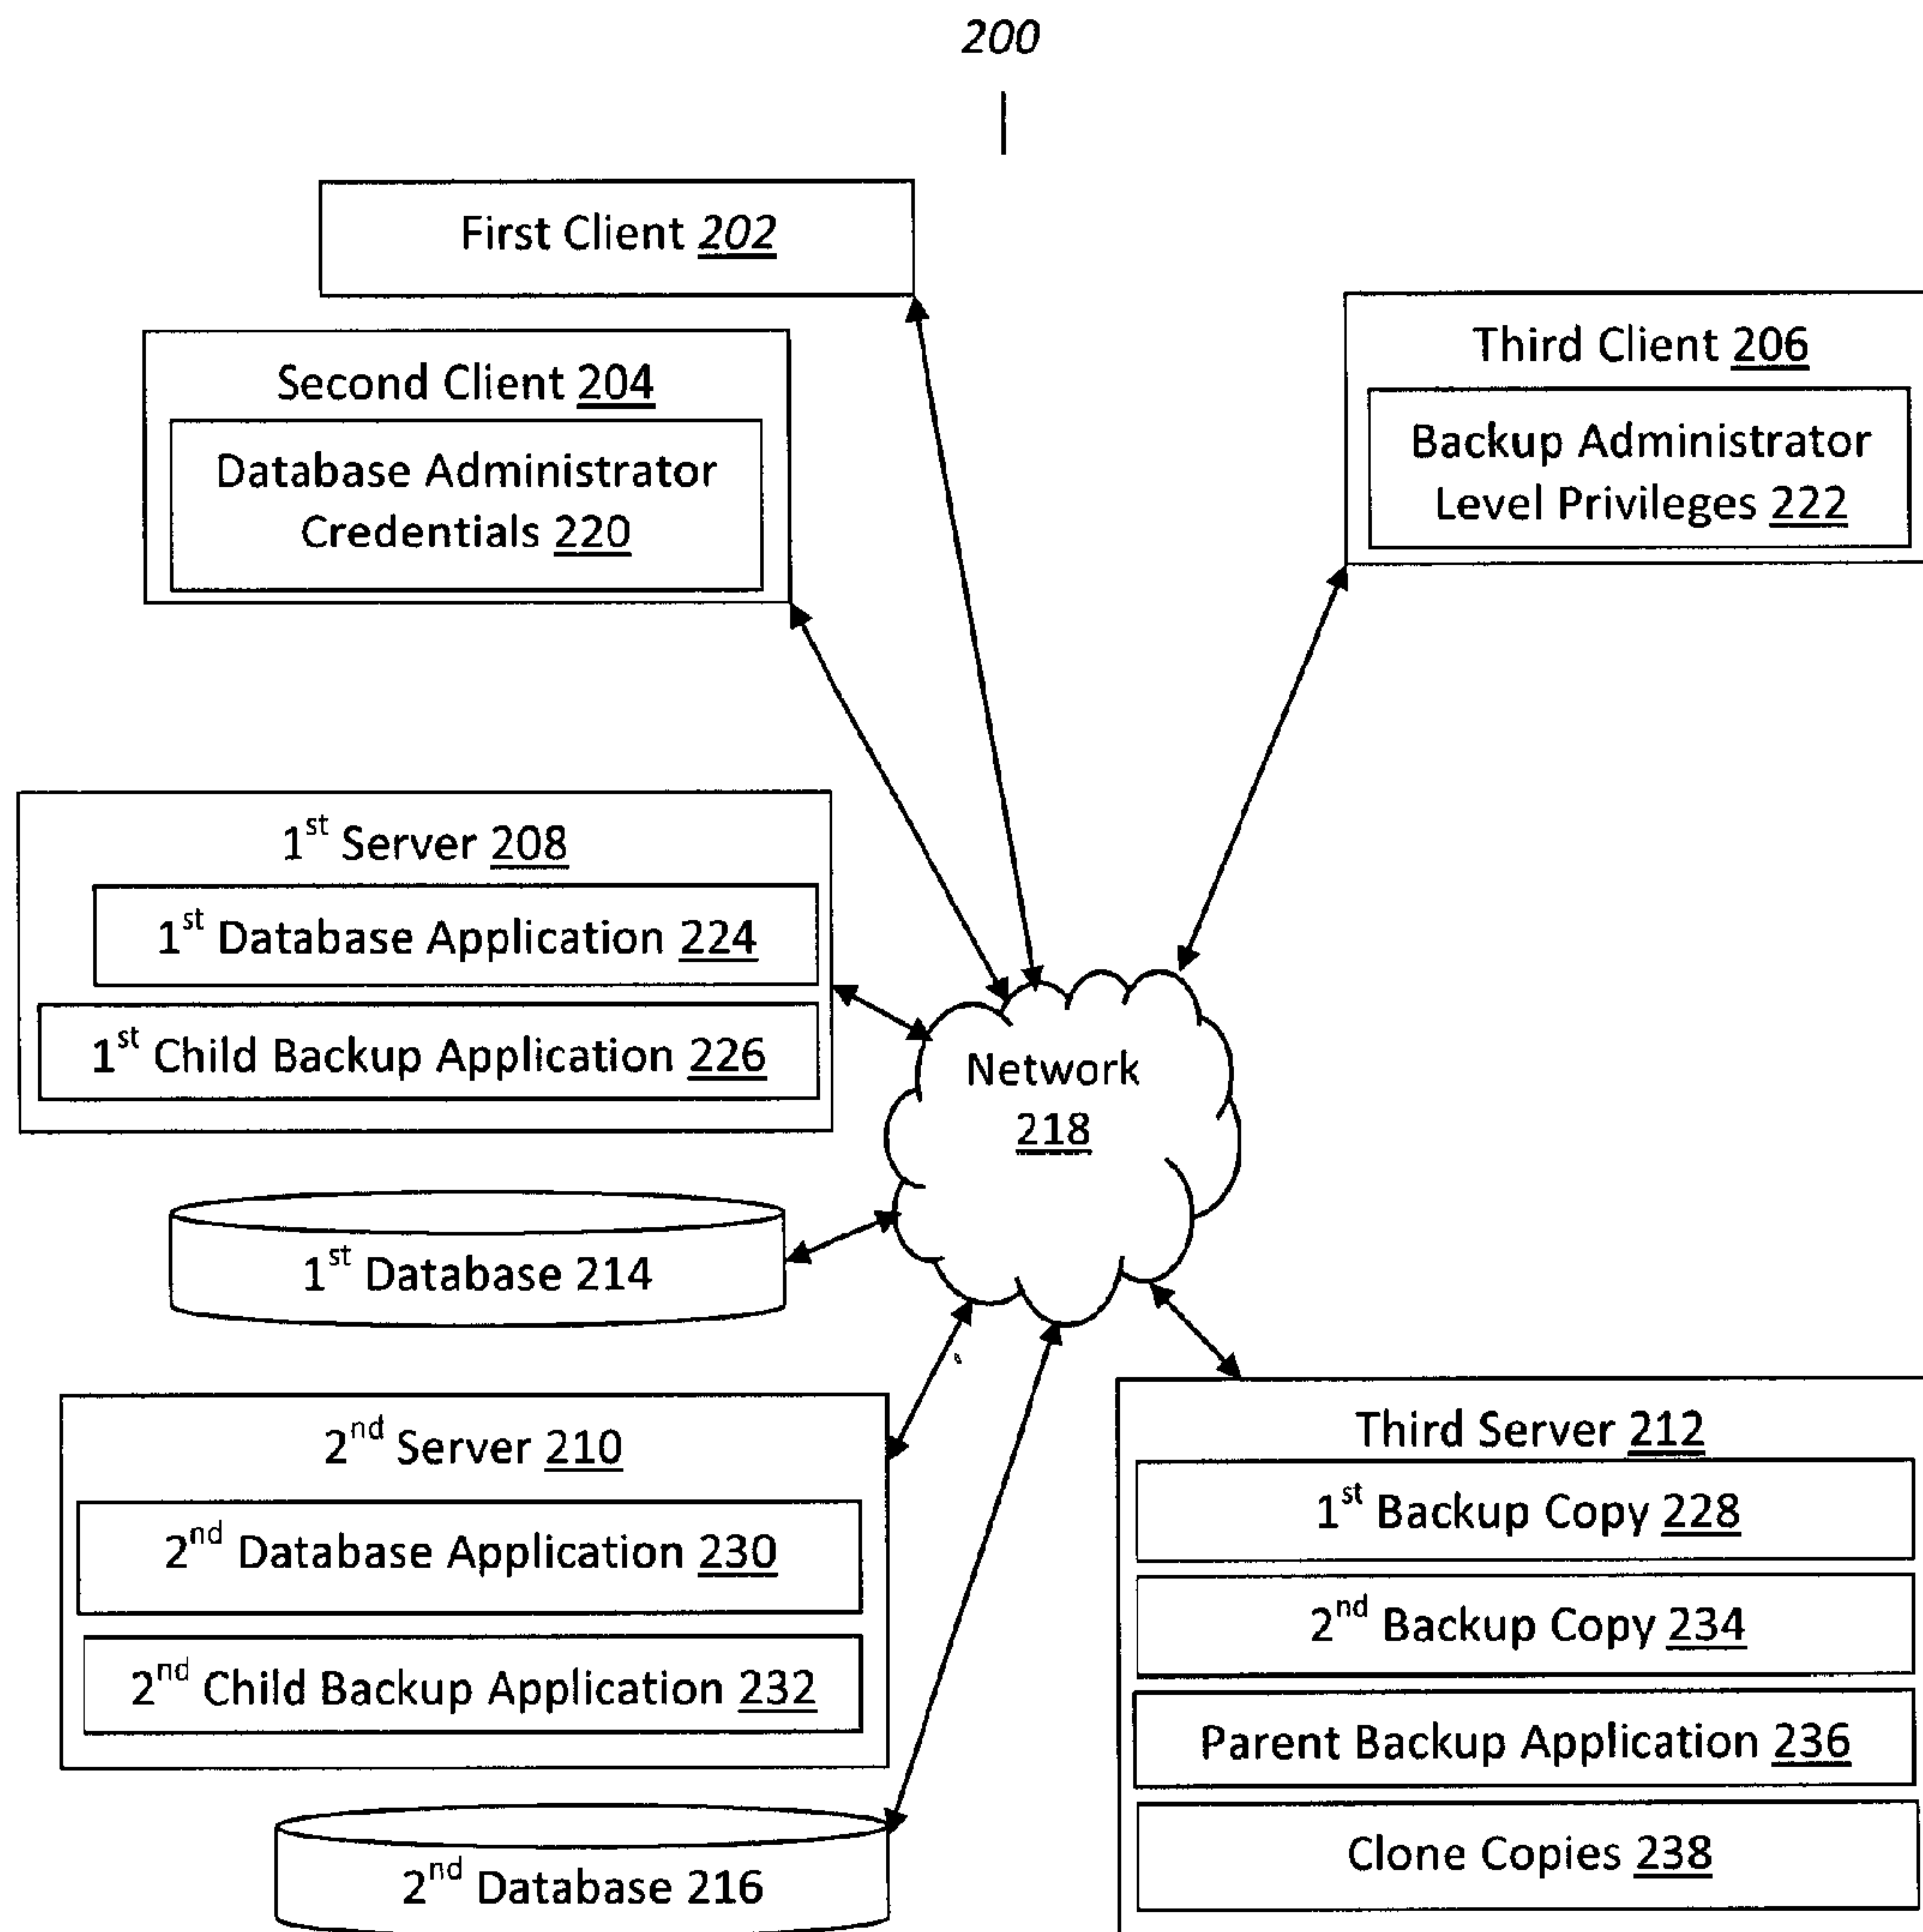 200
First Client 202
Second Client 204
Database Administrator
Credentials 220
Third Client 206
Backup Administrator
Level Privileges 222
1st Server 208
1st Database Application 224
1st Child Backup Application 226
Network
218
1st Database 214
2nd Server 210
2nd Database Application 230
2nd Child Backup Application 232
2nd Database 216
Third Server 212
1st Backup Copy 228
2nd Backup Copy 234
Parent Backup Application 236
Clone Copies 238